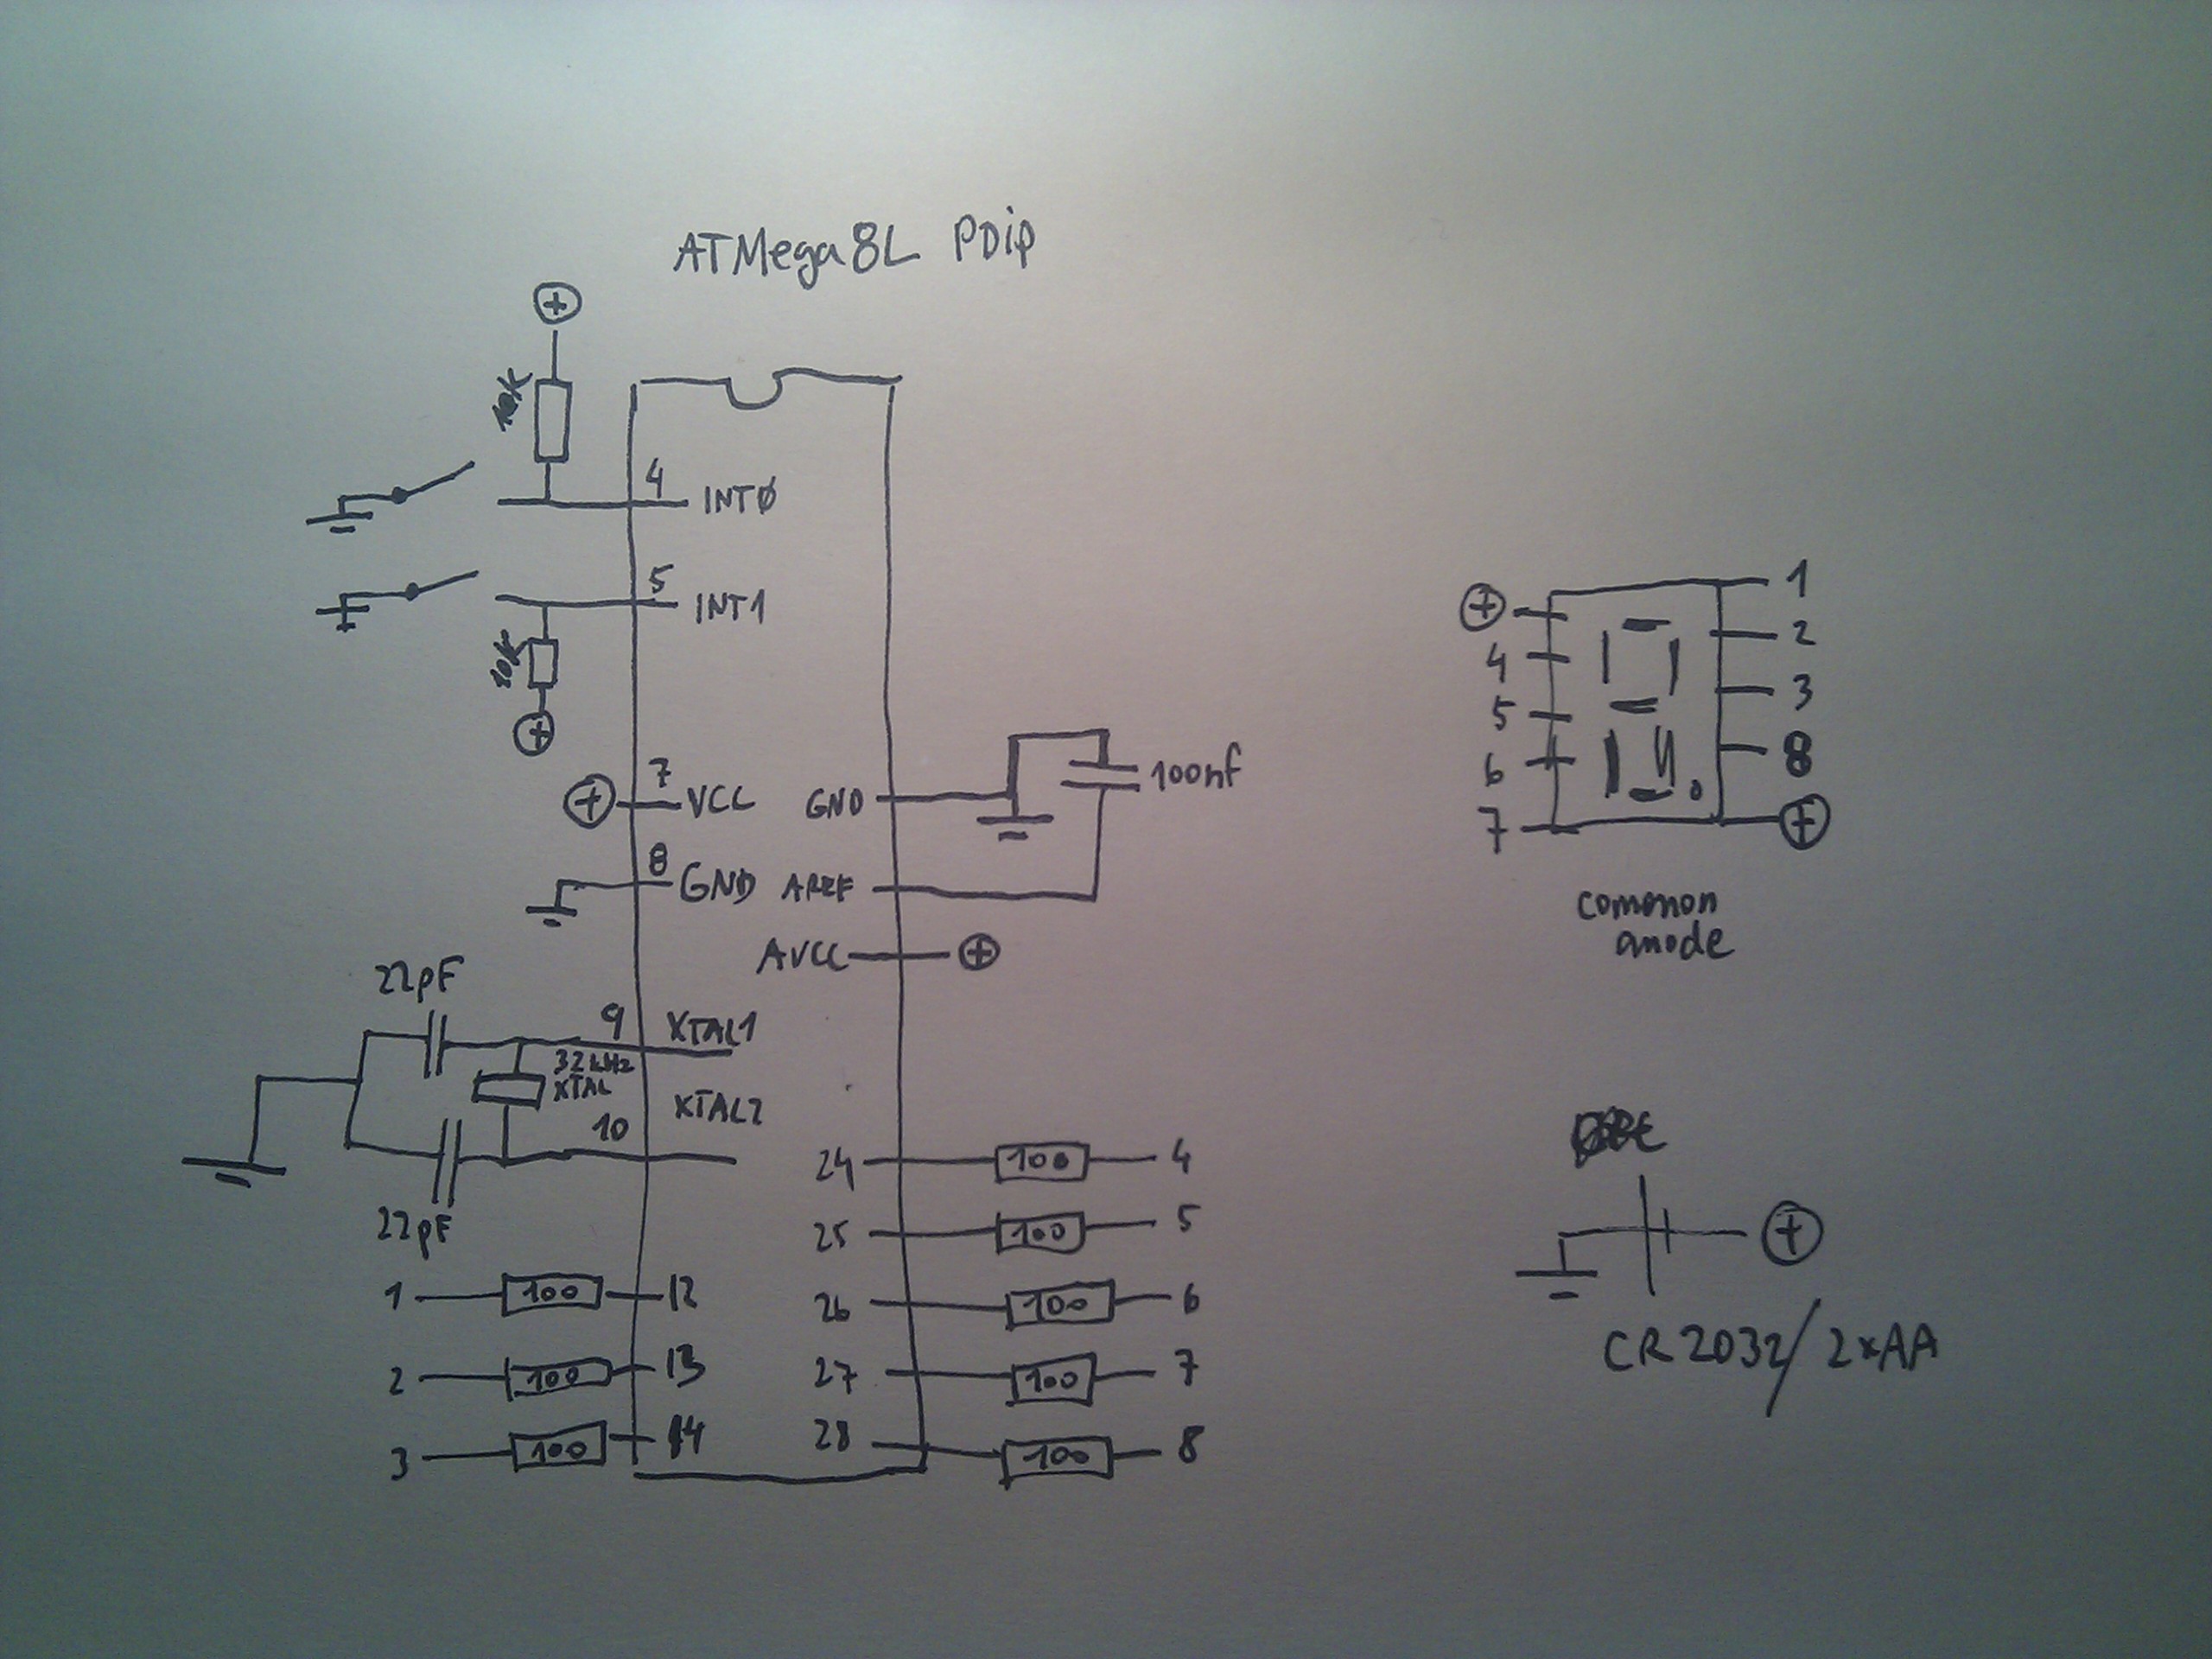 ATMega8L PDip
⊕
10K
4
INT0
5
INT1
10K
⊕
⊕ 7 VCC
GND
100nf
8
GND
AREF
AVCC ⊕
22pF
9
XTAL1
32kHz
XTAL
XTAL2
10
22pF
1 100 12
2 100 13
3 100 14
24 100 4
25 100 5
26 100 6
27 100 7
28 100 8
⊕ 1
4 2
5 3
6 8
7 ⊕
common
anode
⊕
CR2032/2xAA